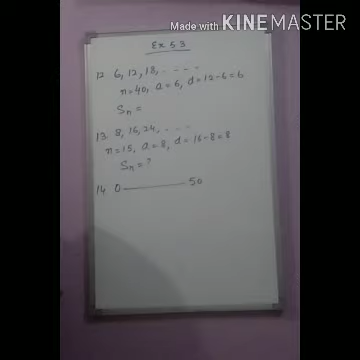 Made with KINEMASTER
Ex 5.3
12 6, 12, 18, - - - -
n=40, a=6, d=12-6=6
Sn =
13 8, 16, 24, - - -
n=15, a=8, d=16-8=8
Sn = ?
14 0 ——— 50